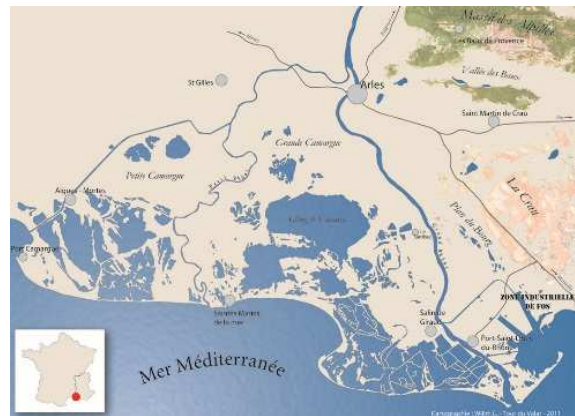 Massif des Alpilles
Les Baux de Provence
Vallée des Baux
St Gilles
Arles
Saint Martin de Crau
Grande Camargue
Petite Camargue
Aigues-Mortes
La Crau
Plan du Bourg
Port Camargue
Saintes Maries
de la mer
ZONE INDUSTRIELLE
DE FOS
Salin de
Giraud
Port-Saint-Louis
du-Rhône
Mer Méditerranée